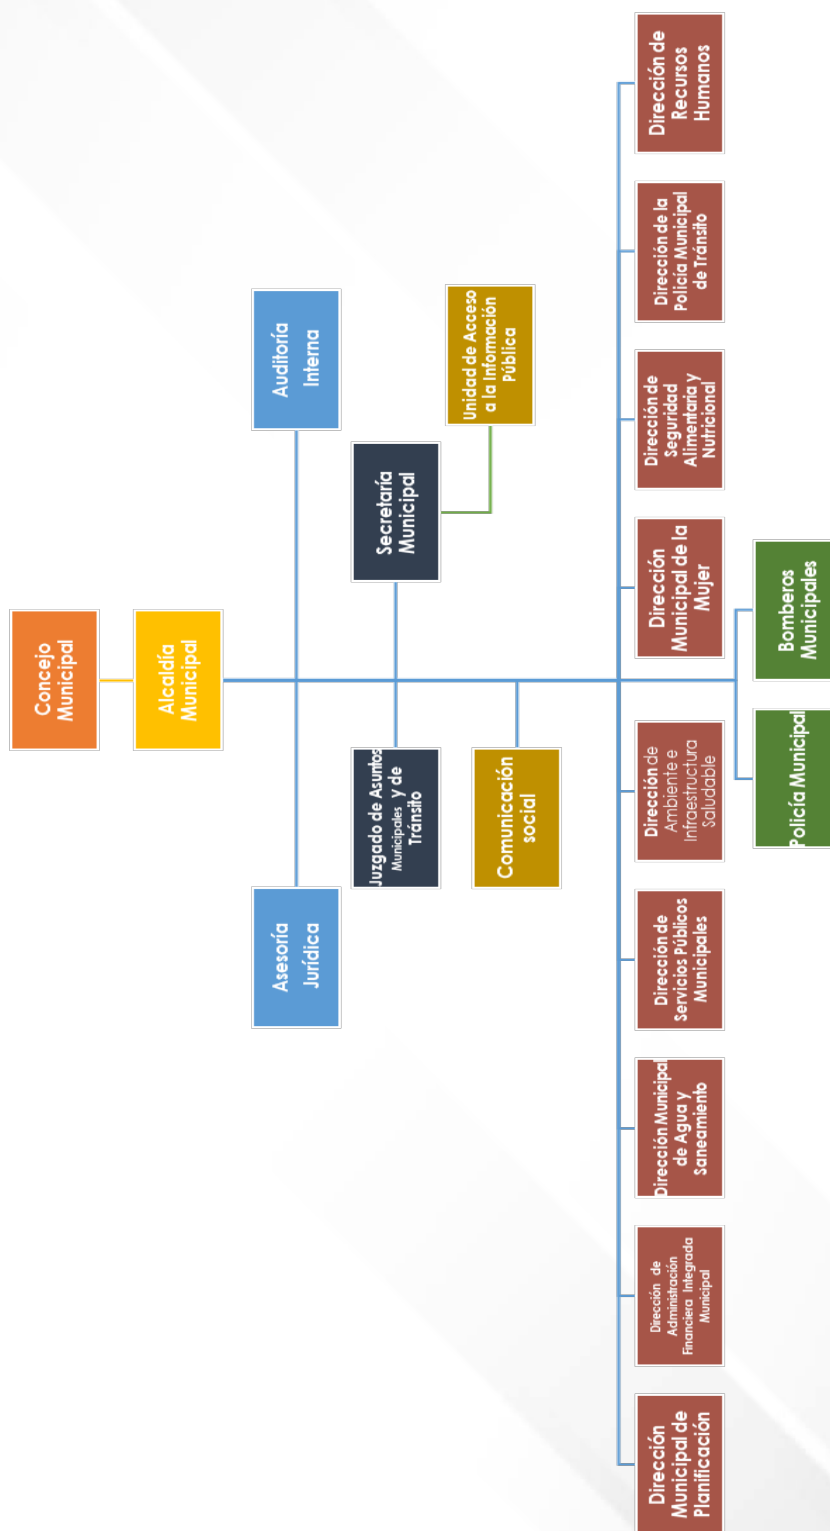 Concejo
Municipal
Alcaldía
Municipal
Asesoría
Jurídica
Auditoría
Interna
Juzgado de Asuntos
Municipales y de
Tránsito
Secretaría
Municipal
Comunicación
social
Unidad de Acceso
a la Información
Pública
Dirección
Municipal de
Planificación
Dirección de
Administración
Financiera Integrada
Municipal
Dirección Municipal
de Agua y
Saneamiento
Dirección de
Servicios Públicos
Municipales
Dirección de
Ambiente e
Infraestructura
Saludable
Dirección
Municipal de la
Mujer
Dirección de
Seguridad
Alimentaria y
Nutricional
Dirección de la
Policía Municipal
de Tránsito
Dirección de
Recursos
Humanos
Policía Municipal
Bomberos
Municipales